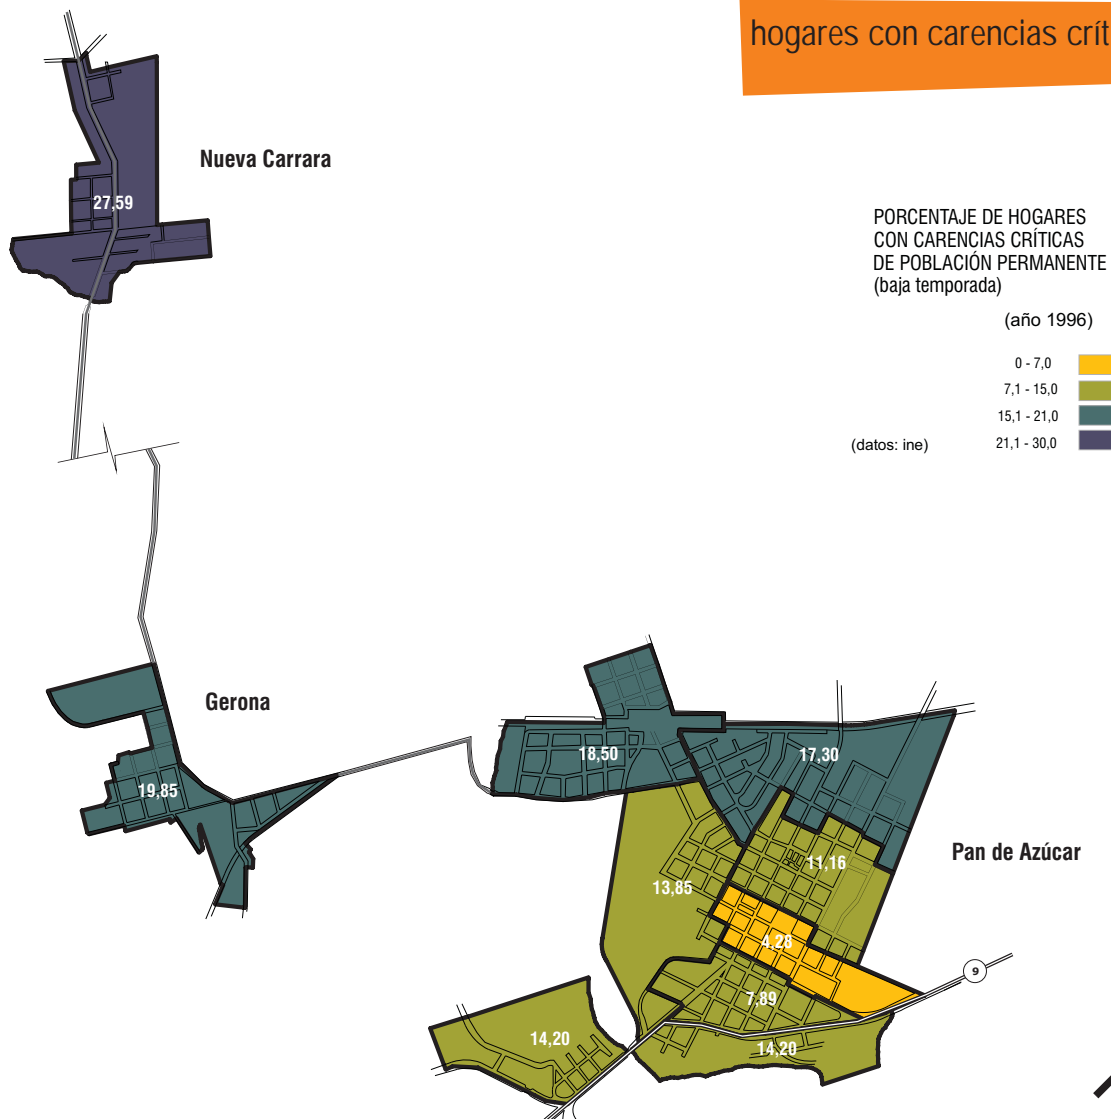 hogares con carencias crít
Nueva Carrara
27,59
PORCENTAJE DE HOGARES
CON CARENCIAS CRÍTICAS
DE POBLACIÓN PERMANENTE
(baja temporada)
(año 1996)
0 - 7,0
7,1 - 15,0
15,1 - 21,0
(datos: ine)
21,1 - 30,0
Gerona
19,85
18,50
17,30
Pan de Azúcar
11,16
13,85
4,28
9
7,89
14,20
14,20